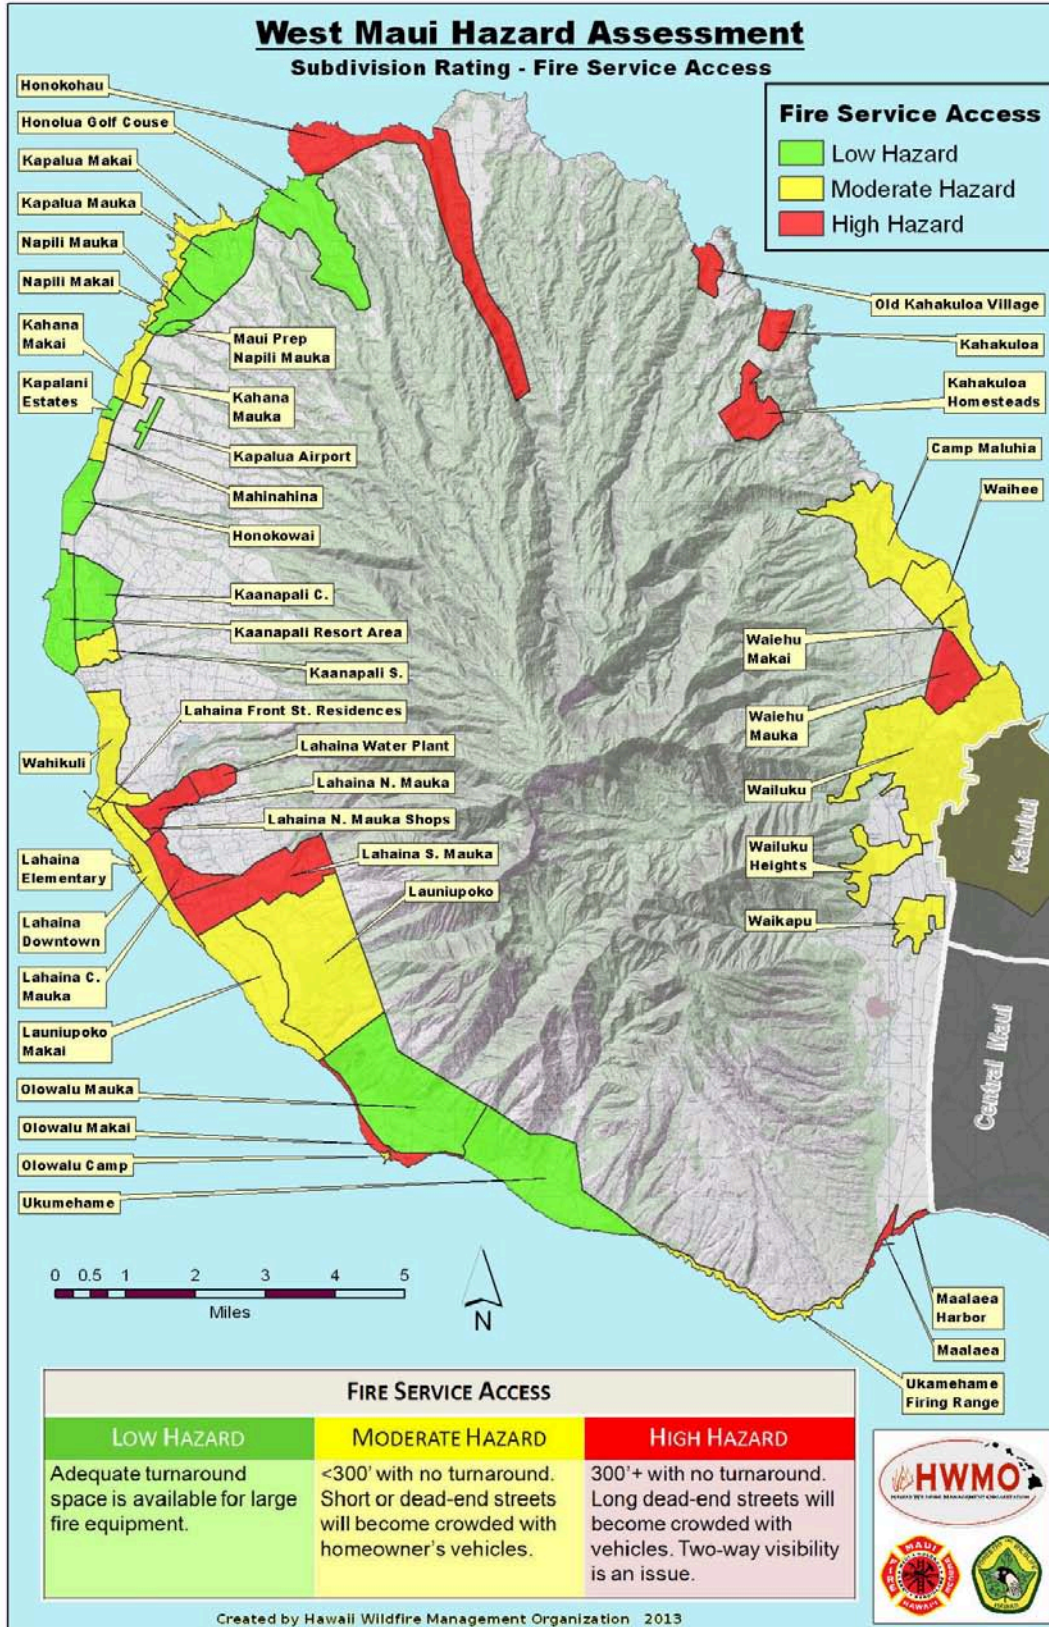 West Maui Hazard Assessment
Subdivision Rating - Fire Service Access
Fire Service Access
Low Hazard
Moderate Hazard
High Hazard
Honokohau
Honolua Golf Couse
Kapalua Makai
Kapalua Mauka
Napili Mauka
Napili Makai
Kahana
Makai
Kapalani
Estates
Maui Prep
Napili Mauka
Kahana
Mauka
Kapalua Airport
Mahinahina
Honokowai
Kaanapali C.
Kaanapali Resort Area
Kaanapali S.
Lahaina Front St. Residences
Wahikuli
Lahaina Water Plant
Lahaina N. Mauka
Lahaina N. Mauka Shops
Lahaina S. Mauka
Launiupoko
Lahaina
Elementary
Lahaina
Downtown
Lahaina C.
Mauka
Launiupoko
Makai
Olowalu Mauka
Olowalu Makai
Olowalu Camp
Ukumehame
Old Kahakuloa Village
Kahakuloa
Kahakuloa
Homesteads
Camp Maluhia
Waihee
Waiehu
Makai
Waiehu
Mauka
Wailuku
Wailuku
Heights
Waikapu
Kahului
Central Maui
Maalaea
Harbor
Maalaea
Ukamehame
Firing Range
0 0.5 1 2 3 4 5
Miles
N
FIRE SERVICE ACCESS
LOW HAZARD
MODERATE HAZARD
HIGH HAZARD
Adequate turnaround
space is available for large
fire equipment.
<300' with no turnaround.
Short or dead-end streets
will become crowded with
homeowner's vehicles.
300'+ with no turnaround.
Long dead-end streets will
become crowded with
vehicles. Two-way visibility
is an issue.
HWMO
MAUI
FIRE
HAWAII
Created by Hawaii Wildfire Management Organization 2013